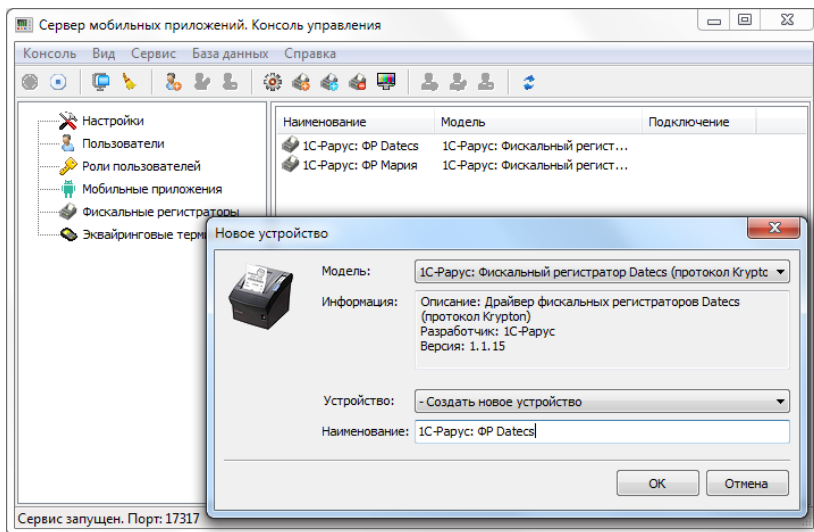 Сервер мобильных приложений. Консоль управления
Консоль Вид Сервис База данных Справка
Настройки
Пользователи
Роли пользователей
Мобильные приложения
Фискальные регистраторы
Эквайринговые
Наименование Модель Подключение
1С-Рарус: ФР Datecs 1С-Рарус: Фискальный регист...
1С-Рарус: ФР Мария 1С-Рарус: Фискальный регист...
Новое устройство
Модель: 1С-Рарус: Фискальный регистратор Datecs (протокол Krypto
Информация: Описание: Драйвер фискальных регистраторов Datecs
(протокол Krypton)
Разработчик: 1С-Рарус
Версия: 1.1.15
Устройство: - Создать новое устройство
Наименование: 1С-Рарус: ФР Datecs
ОК Отмена
Сервис запущен. Порт: 17317